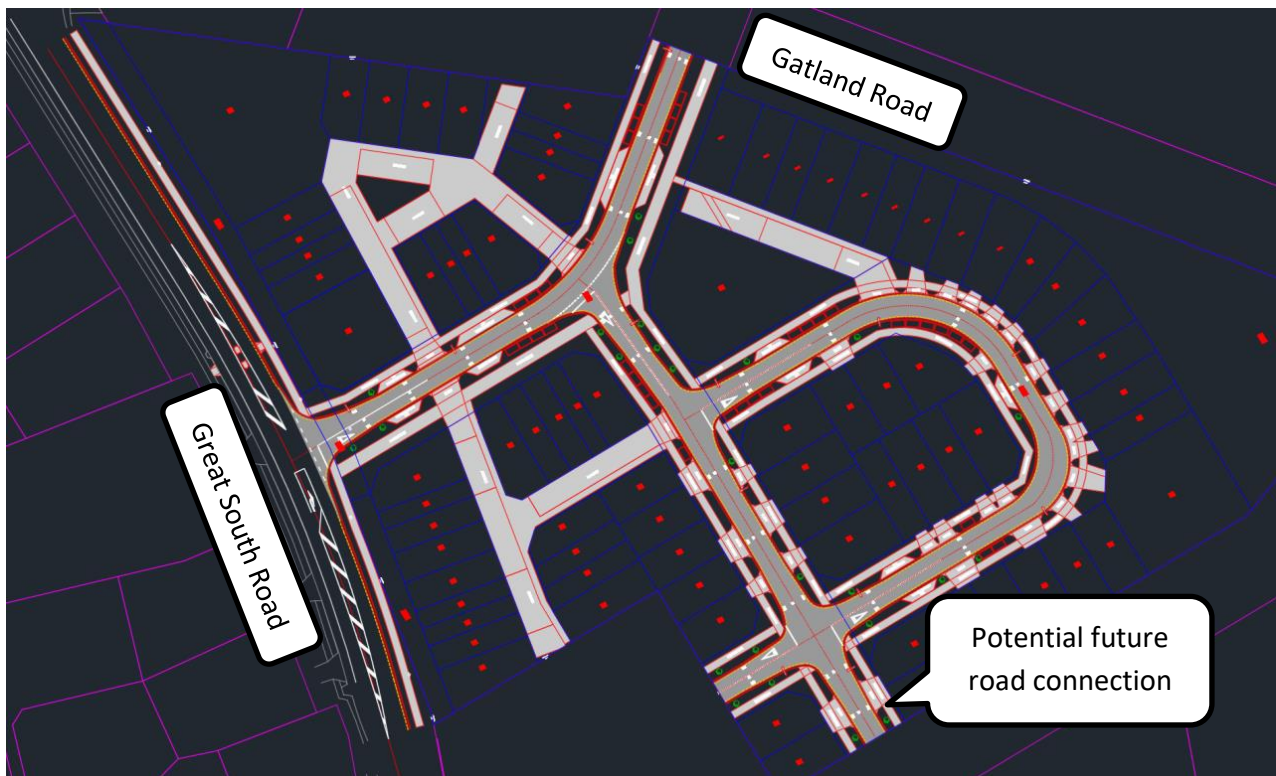 Gatland Road
Great South Road
Potential future
road connection